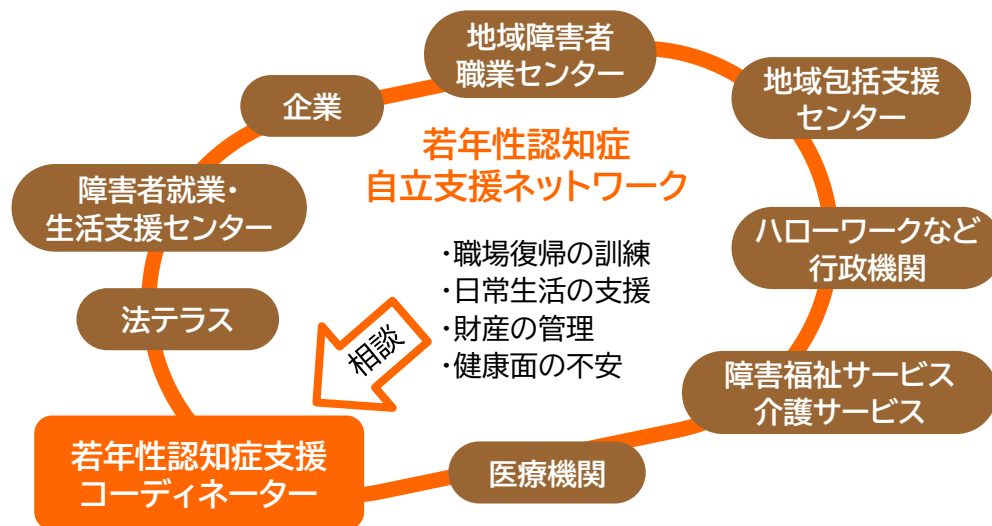 地域障害者
職業センター
企業
地域包括支援
センター
若年性認知症
自立支援ネットワーク
障害者就業・
生活支援センター
・職場復帰の訓練
・日常生活の支援
・財産の管理
・健康面の不安
ハローワークなど
行政機関
法テラス
相談
障害福祉サービス
介護サービス
若年性認知症支援
コーディネーター
医療機関